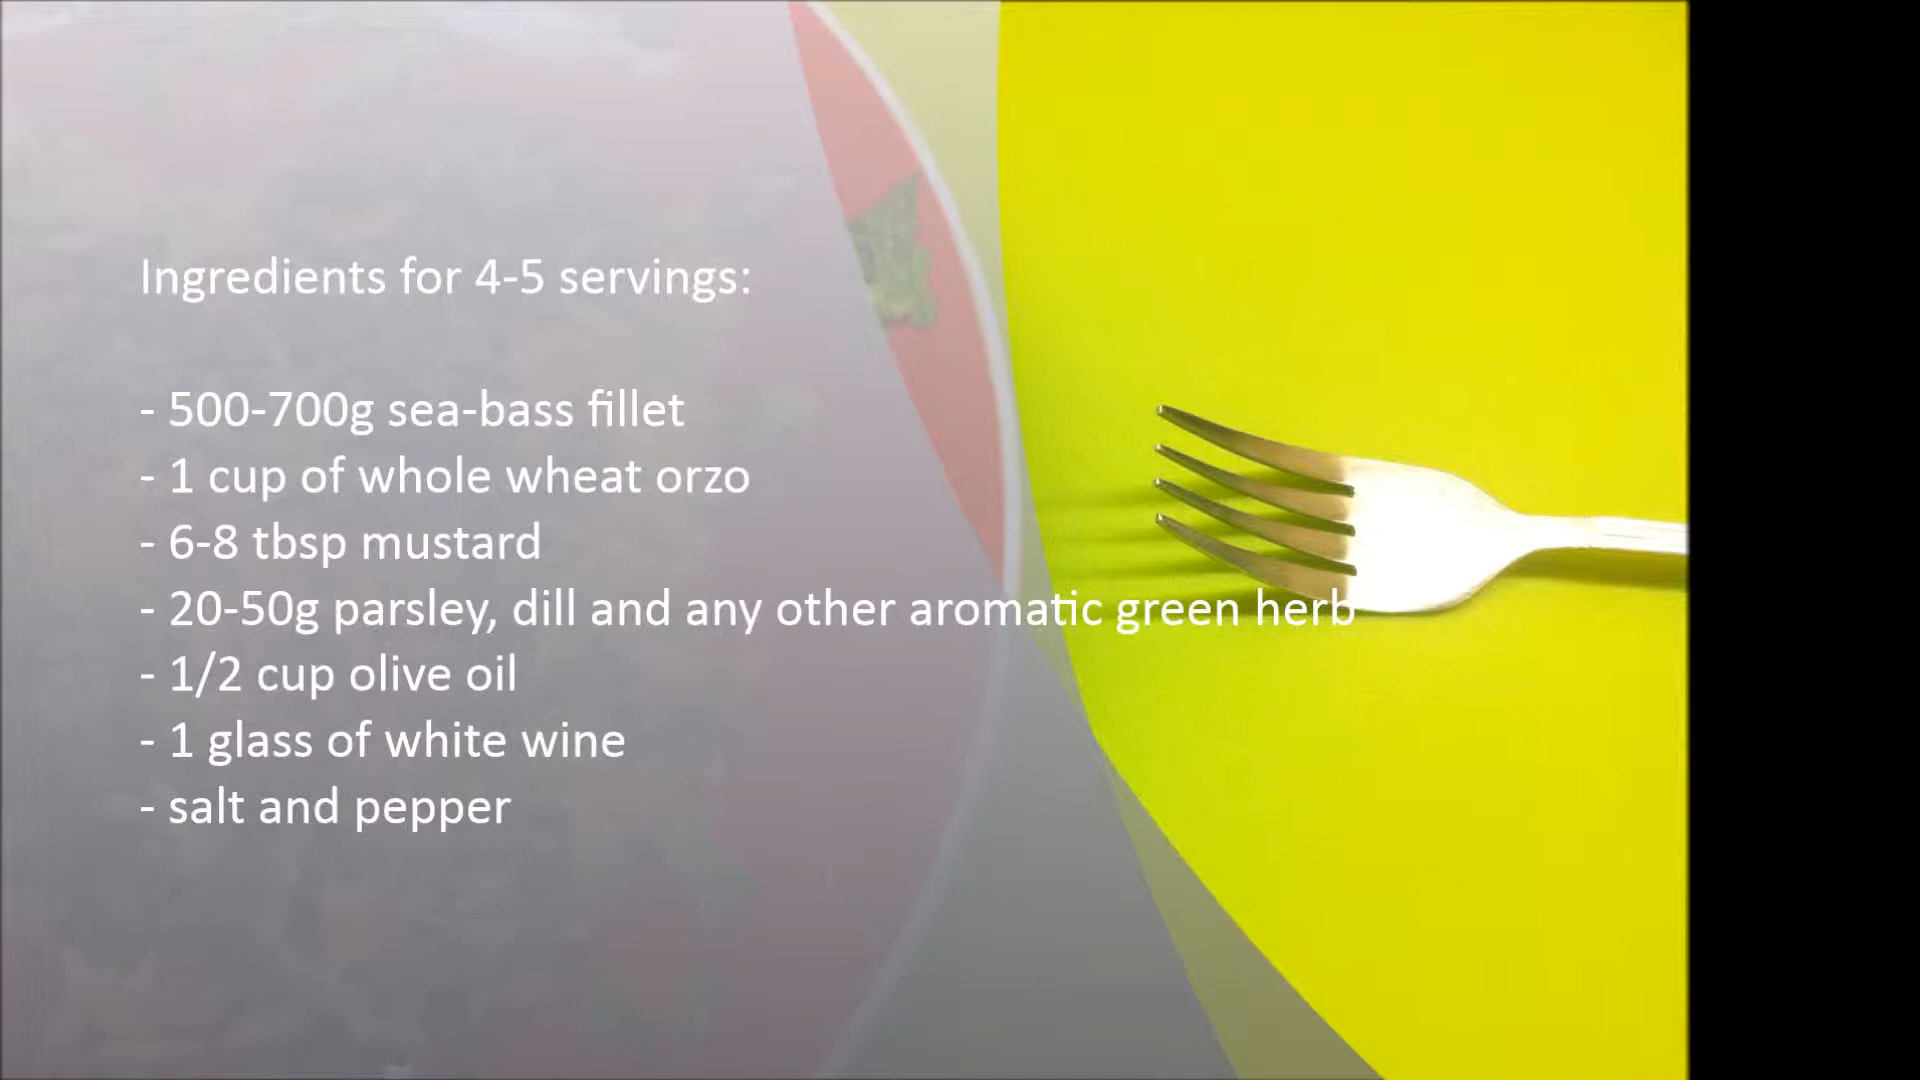 Ingredients for 4-5 servings:
- 500-700g sea-bass fillet
- 1 cup of whole wheat orzo
- 6-8 tbsp mustard
- 20-50g parsley, dill and any other aromatic green herb
- 1/2 cup olive oil
- 1 glass of white wine
- salt and pepper